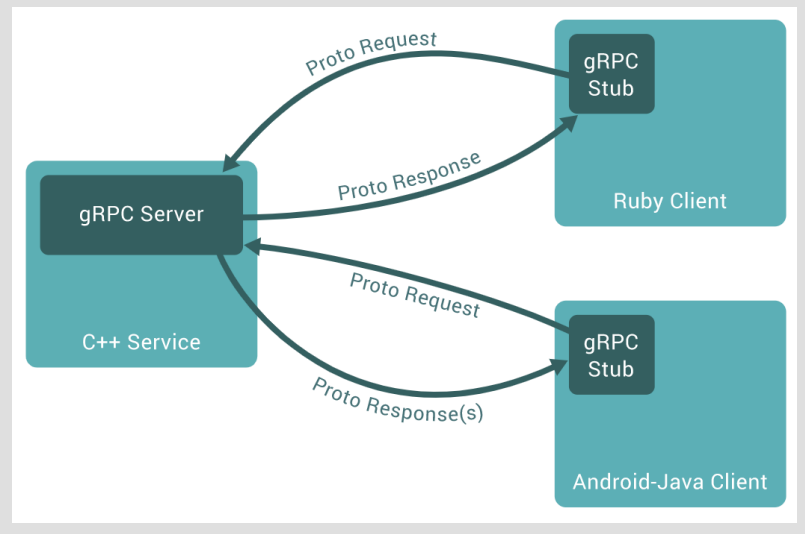 Proto Request
gRPC
Stub
Proto Response
Ruby Client
gRPC Server
C++ Service
Proto Request
gRPC
Stub
Proto Response(s)
Android-Java Client